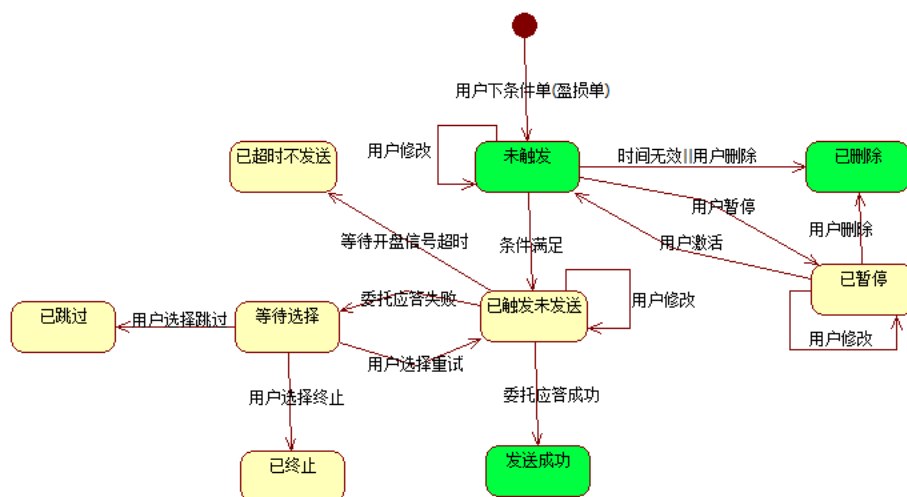 用户下条件单(盈损单)
已超时不发送
用户修改
未触发
时间无效||用户删除
已删除
用户暂停
用户删除
等待开盘信号超时
条件满足
用户激活
已暂停
已跳过
用户选择跳过
等待选择
委托应答失败
已触发未发送
用户修改
用户修改
用户选择重试
用户选择终止
委托应答成功
已终止
发送成功